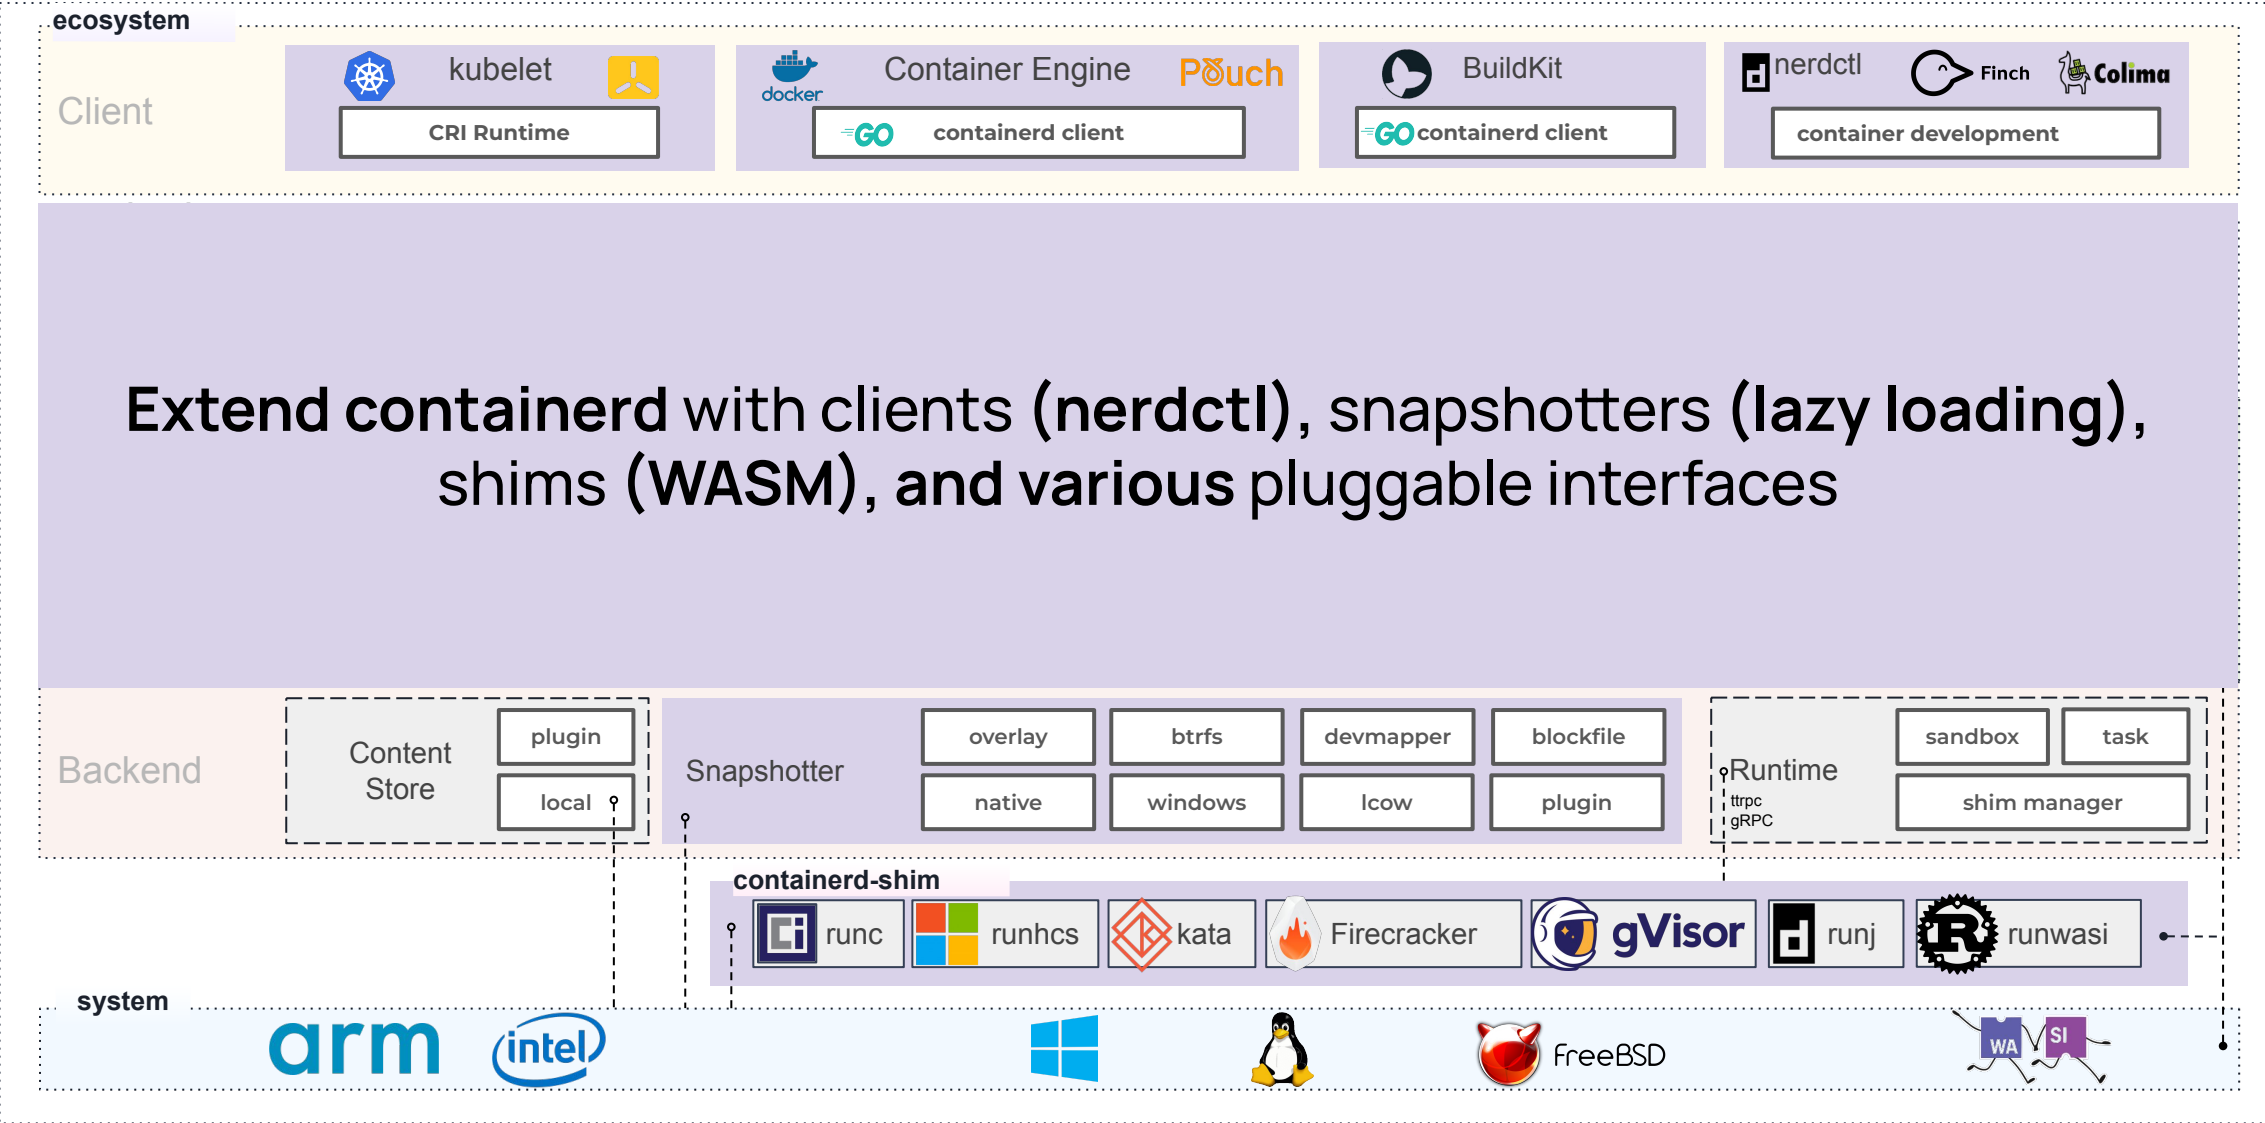 ecosystem
Client
kubelet
CRI Runtime
docker
Container Engine
Pouch
GO containerd client
BuildKit
GO containerd client
nerdctl
Finch
Colima
container development
Extend containerd with clients (nerdctl), snapshotters (lazy loading),
shims (WASM), and various pluggable interfaces
Backend
Content
Store
plugin
local
Snapshotter
overlay
btrfs
devmapper
blockfile
native
windows
lcow
plugin
Runtime
ttrpc
gRPC
sandbox
task
shim manager
containerd-shim
runc
runhcs
kata
Firecracker
gVisor
runj
runwasi
system
arm
intel
FreeBSD
WA
SI